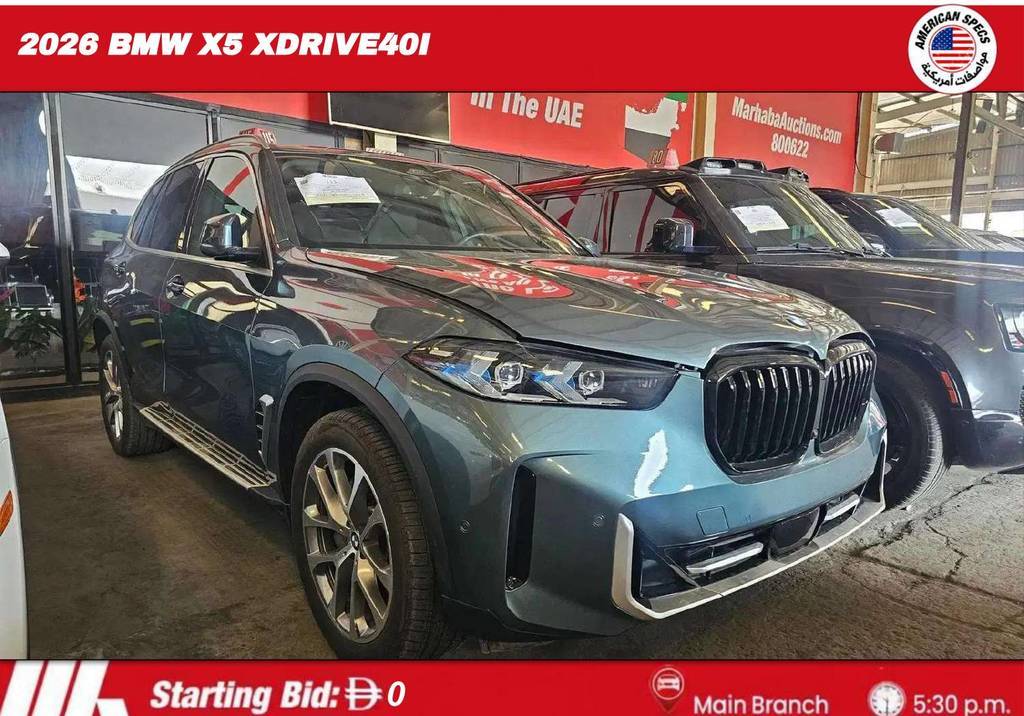 2026 BMW X5 XDRIVE40I
AMERICAN SPECS
مواصفات أمريكية
In The UAE
MarhabaAuctions.com
800622
Starting Bid: 0
Main Branch
5:30 p.m.